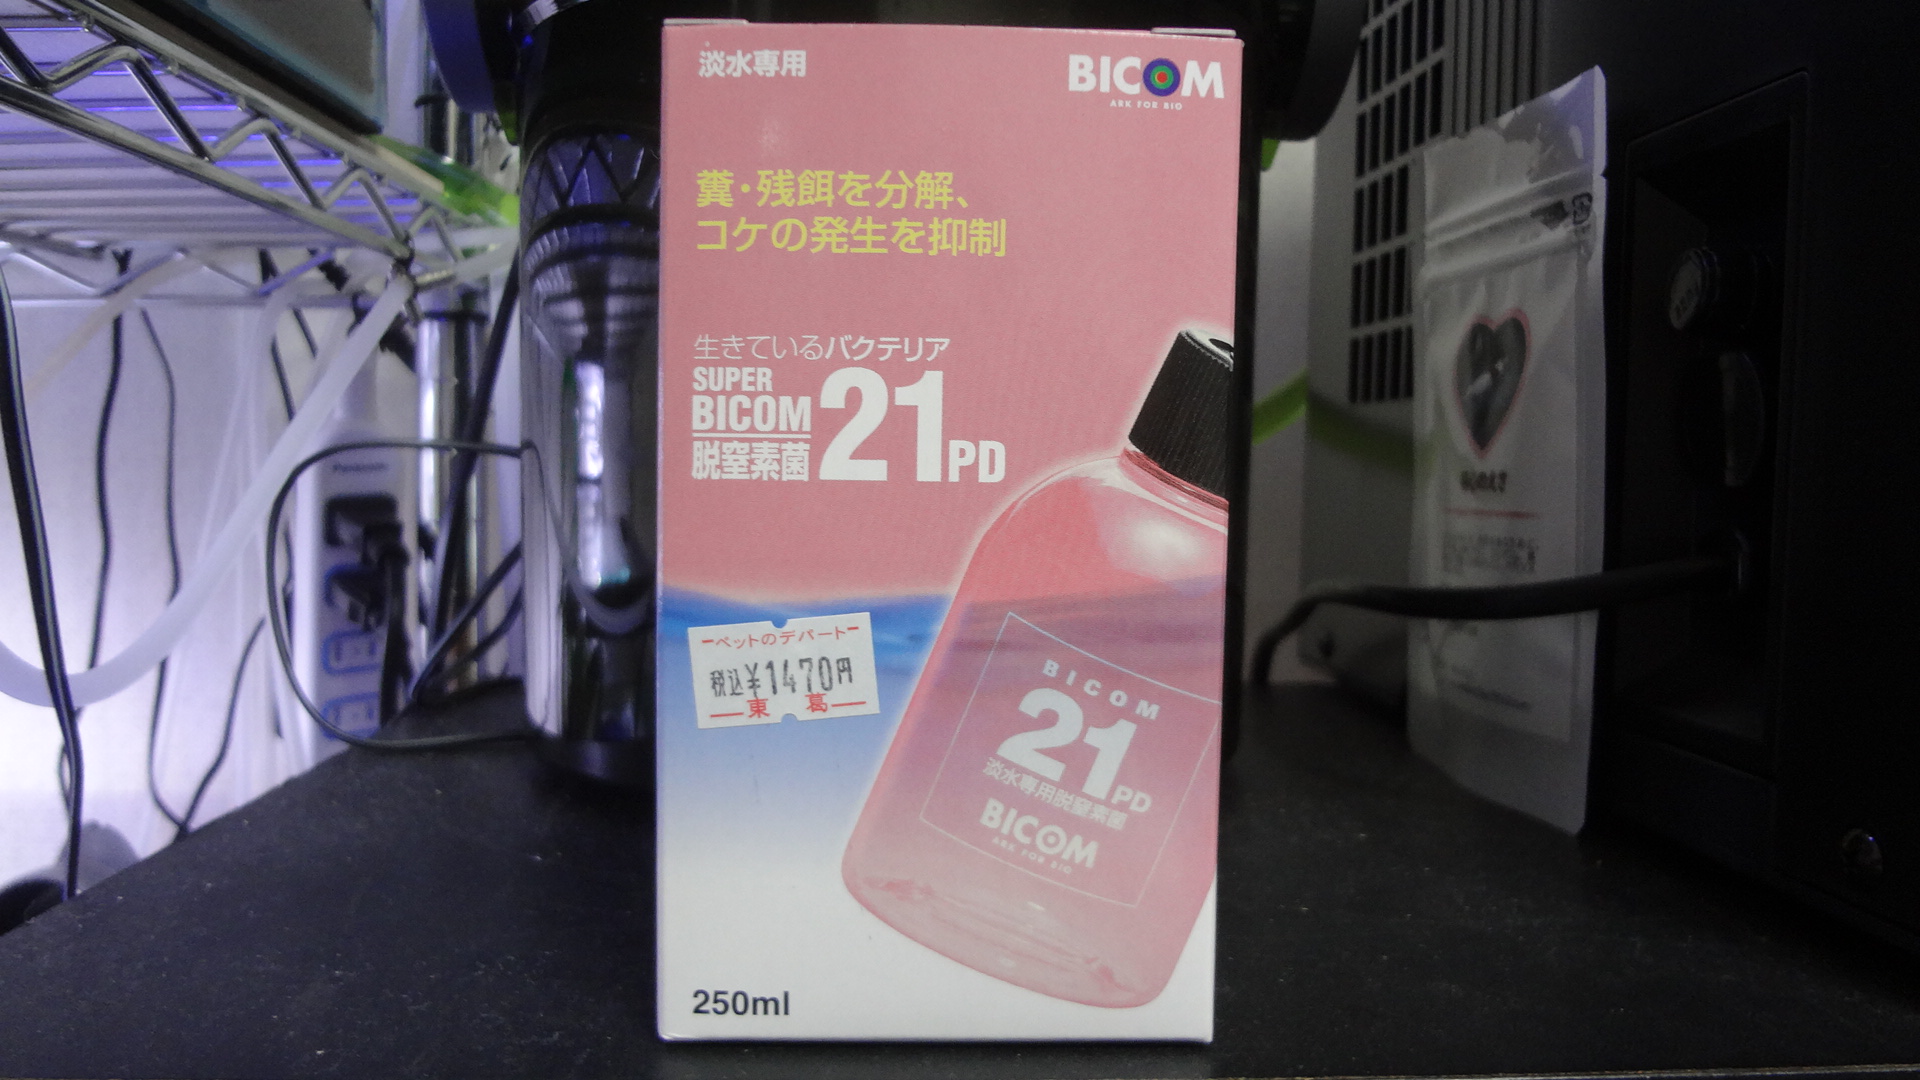 淡水専用
BICOM
ARK FOR BIO
糞・残餌を分解、
コケの発生を抑制
生きているバクテリア
SUPER
BICOM
脱窒素菌
21PD
ーペットのデパートー
税込¥1470円
東葛
BICOM
21PD
淡水専用脱窒素菌
BICOM
ARK FOR BIO
250ml
Panasonic